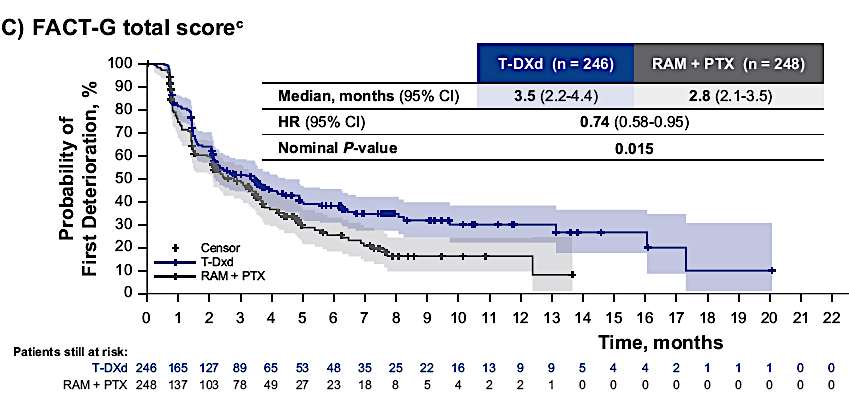 C) FACT-G total scoreᶜ
T-DXd (n = 246) RAM + PTX (n = 248)
Median, months (95% CI) 3.5 (2.2-4.4) 2.8 (2.1-3.5)
HR (95% CI) 0.74 (0.58-0.95)
Nominal P-value 0.015
Probability of
First Deterioration, %
100
90
80
70
60
50
40
30
20
10
0
Censor
T-Dxd
RAM + PTX
0 1 2 3 4 5 6 7 8 9 10 11 12 13 14 15 16 17 18 19 20 21 22
Time, months
Patients still at risk:
T-DXd 246 165 127 89 65 53 48 35 25 22 16 13 9 9 5 4 4 2 1 1 1 0 0
RAM + PTX 248 137 103 78 49 27 23 18 8 5 4 2 2 1 0 0 0 0 0 0 0 0 0